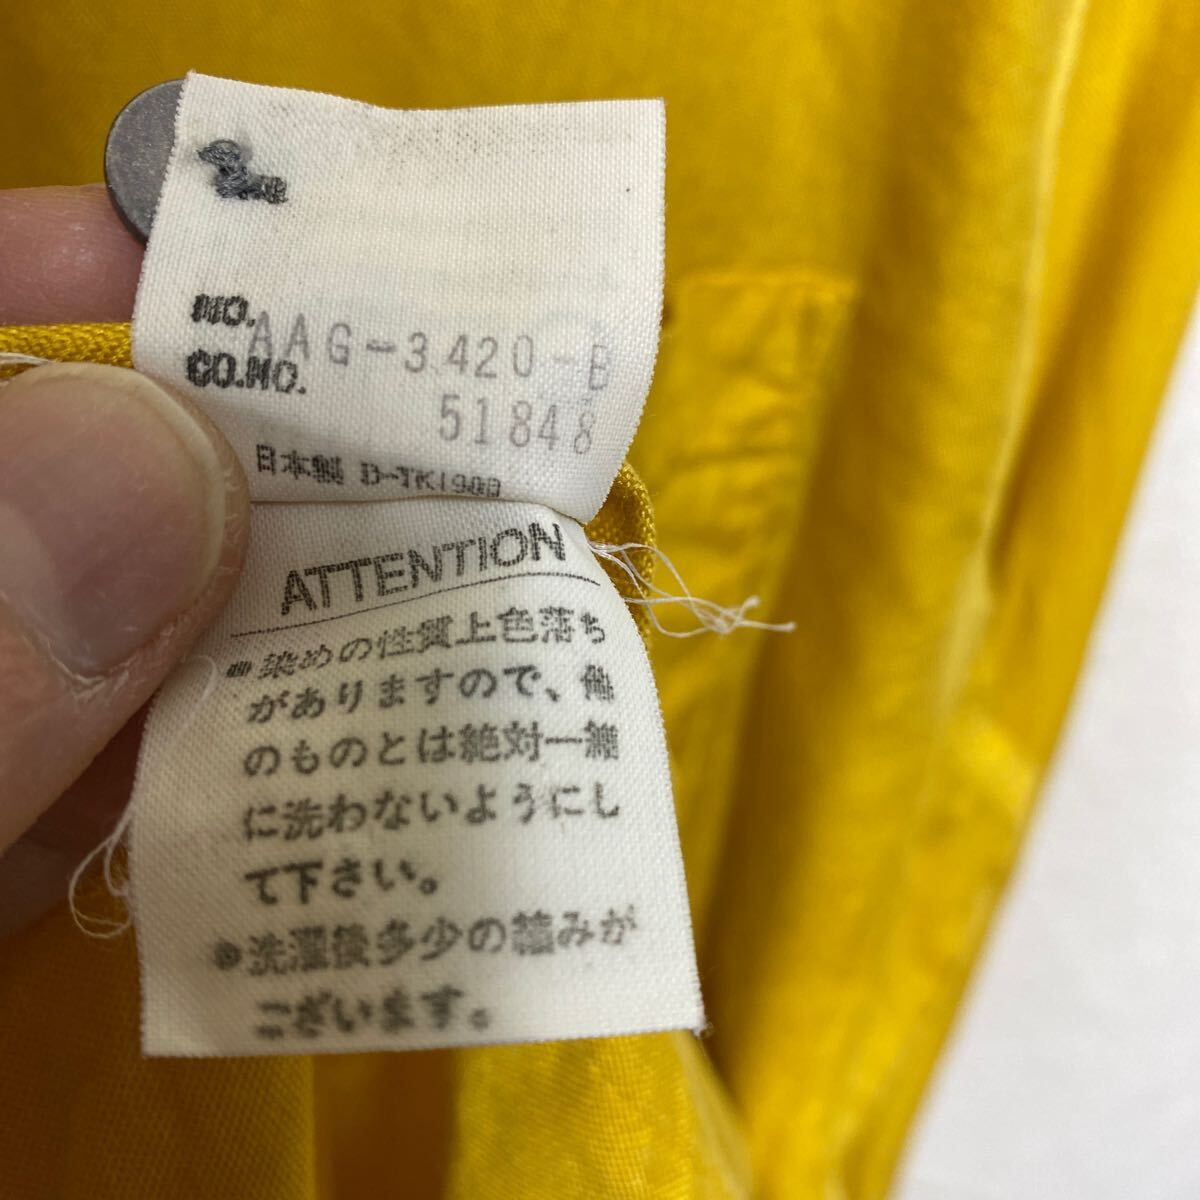 NO.
AAG-3420-B
CO.NO.
51848
日本製 D-TK190B
ATTENTION
●染めの性質上色落ち
がありますので、他
のものとは絶対一緒
に洗わないようにし
て下さい。
●洗濯後多少の縮みが
ございます。